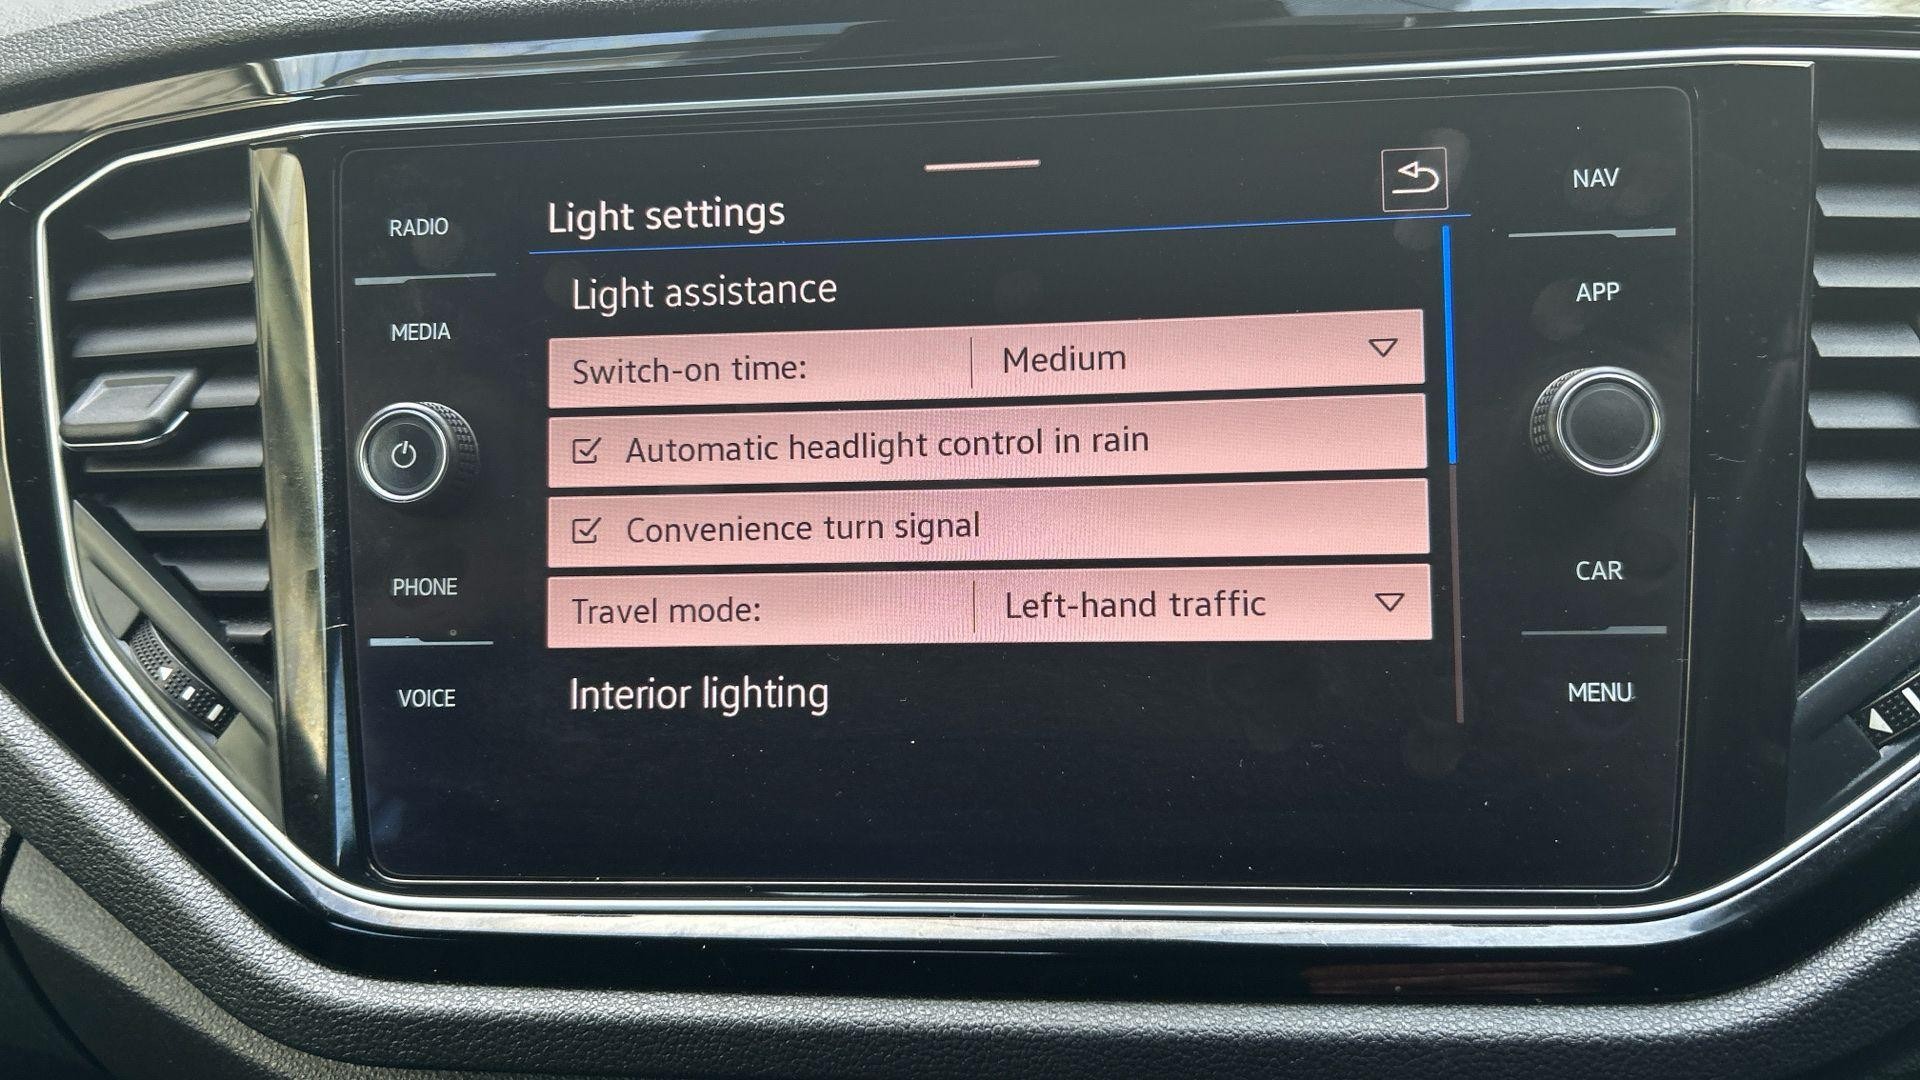 RADIO
MEDIA
PHONE
VOICE
Light settings
Light assistance
Switch-on time: Medium
Automatic headlight control in rain
Convenience turn signal
Travel mode: Left-hand traffic
Interior lighting
NAV
APP
CAR
MENU